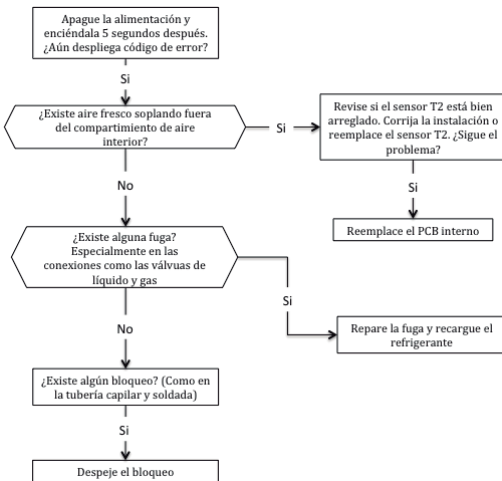 Apague la alimentación y
enciéndala 5 segundos después.
¿Aún despliega código de error?
Si
¿Existe aire fresco soplando fuera
del compartimiento de aire
interior?
Si
Revise si el sensor T2 está bien
arreglado. Corrija la instalación o
reemplace el sensor T2. ¿Sigue el
problema?
No
Si
Reemplace el PCB interno
¿Existe alguna fuga?
Especialmente en las
conexiones como las válvuas de
líquido y gas
Si
No
Repare la fuga y recargue el
refrigerante
¿Existe algún bloqueo? (Como en
la tubería capilar y soldada)
Si
Despeje el bloqueo